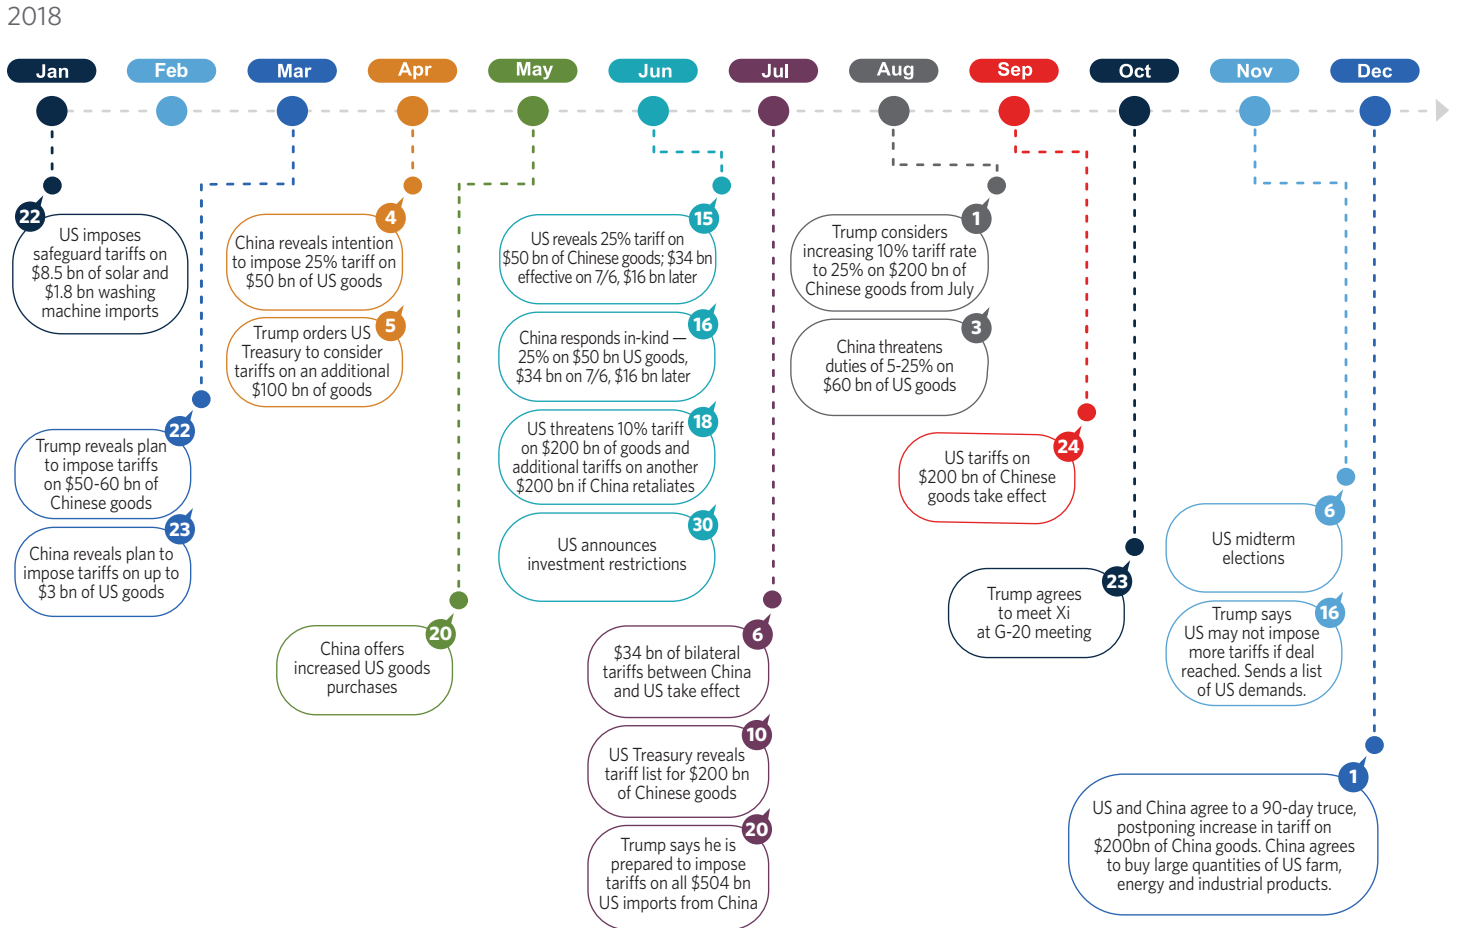 2018
Jan
Feb
Mar
Apr
May
Jun
Jul
Aug
Sep
Oct
Nov
Dec
22
US imposes
safeguard tariffs on
$8.5 bn of solar and
$1.8 bn washing
machine imports
22
Trump reveals plan
to impose tariffs
on $50-60 bn of
Chinese goods
23
China reveals plan to
impose tariffs on up to
$3 bn of US goods
4
China reveals intention
to impose 25% tariff on
$50 bn of US goods
5
Trump orders US
Treasury to consider
tariffs on an additional
$100 bn of goods
20
China offers
increased US goods
purchases
15
US reveals 25% tariff on
$50 bn of Chinese goods; $34 bn
effective on 7/6, $16 bn later
16
China responds in-kind —
25% on $50 bn US goods,
$34 bn on 7/6, $16 bn later
18
US threatens 10% tariff
on $200 bn of goods and
additional tariffs on another
$200 bn if China retaliates
30
US announces
investment restrictions
6
$34 bn of bilateral
tariffs between China
and US take effect
10
US Treasury reveals
tariff list for $200 bn
of Chinese goods
20
Trump says he is
prepared to impose
tariffs on all $504 bn
US imports from China
1
Trump considers
increasing 10% tariff rate
to 25% on $200 bn of
Chinese goods from July
3
China threatens
duties of 5-25% on
$60 bn of US goods
24
US tariffs on
$200 bn of Chinese
goods take effect
23
Trump agrees
to meet Xi
at G-20 meeting
6
US midterm
elections
16
Trump says
US may not impose
more tariffs if deal
reached. Sends a list
of US demands.
1
US and China agree to a 90-day truce,
postponing increase in tariff on
$200bn of China goods. China agrees
to buy large quantities of US farm,
energy and industrial products.